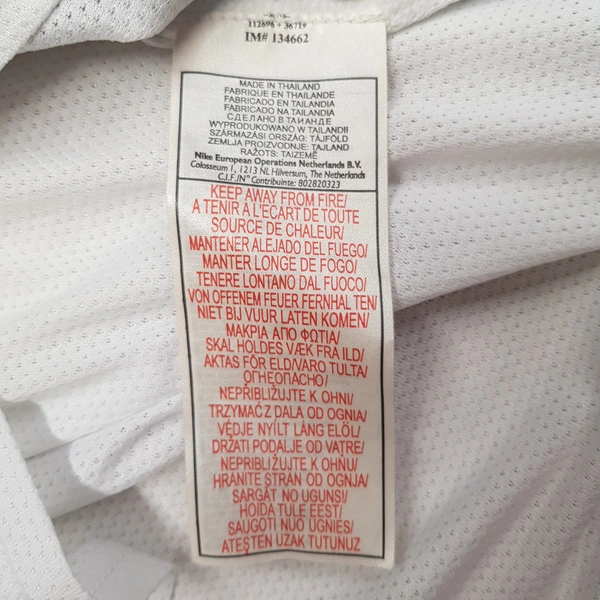 112696 + 36719
IM# 134662
MADE IN THAILAND
FABRIQUE EN THAILANDE
FABRICADO EN TAILANDIA
FABRICADO NA TAILANDIA
СДЕЛАНО В ТАИЛАНДЕ
WYPRODUKOWANO W TAILANDII
SZÁRMAZÁSI ORSZÁG: TÁJFÖLD
ZEMLJA PROIZVODNJE: TAJLAND
RAŽOTS: TAIZEMĒ
Nike European Operations Netherlands B.V.
Colosseum 1, 1213 NL Hilversum, The Netherlands
C.I.F./N° Contribuinte: 802820323
KEEP AWAY FROM FIRE/
A TENIR À L'ÉCART DE TOUTE
SOURCE DE CHALEUR/
MANTENER ALEJADO DEL FUEGO/
MANTER LONGE DE FOGO/
TENERE LONTANO DAL FUOCO/
VON OFFENEM FEUER FERNHAL TEN/
NIET BIJ VUUR LATEN KOMEN/
ΜΑΚΡΙΑ ΑΠΟ ΦΩΤΙΑ/
SKAL HOLDES VÆK FRA ILD/
AKTAS FÖR ELD/VARO TULTA/
ОГНЕОПАСНО/
NEPŘIBLIŽUJTE K OHNI/
TRZYMAĆ Z DALA OD OGNIA/
VÉDJE NYÍLT LÁNG ELŐL/
DRŽATI PODALJE OD VATRE/
NEPRIBLIŽUJTE K OHŇU/
HRANITE STRAN OD OGNJA/
SARGĀT NO UGUNS!/
HOIDA TULE EEST/
SAUGOTI NUO UGNIES/
ATEŞTEN UZAK TUTUNUZ